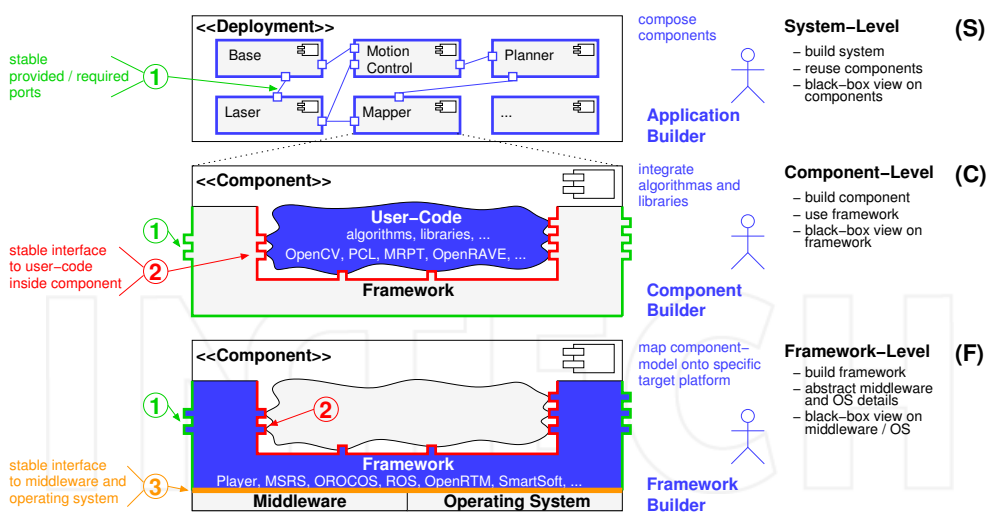 <<Deployment>>
Base
Motion
Control
Planner
Laser
Mapper
...
stable
provided / required
ports
1
compose
components
Application
Builder
System-Level
(S)
– build system
– reuse components
– black-box view on
components
<<Component>>
User-Code
algorithms, libraries, ...
OpenCV, PCL, MRPT, OpenRAVE, ...
Framework
1
stable interface
to user-code
inside component
2
integrate
algorithmas and
libraries
Component
Builder
Component-Level
(C)
– build component
– use framework
– black-box view on
framework
<<Component>>
1
2
Framework
Player, MSRS, OROCOS, ROS, OpenRTM, SmartSoft, ...
Middleware
Operating System
stable interface
to middleware and
operating system
3
map component-
model onto specific
target platform
Framework
Builder
Framework-Level
(F)
– build framework
– abstract middleware
and OS details
– black-box view on
middleware / OS
INTECH